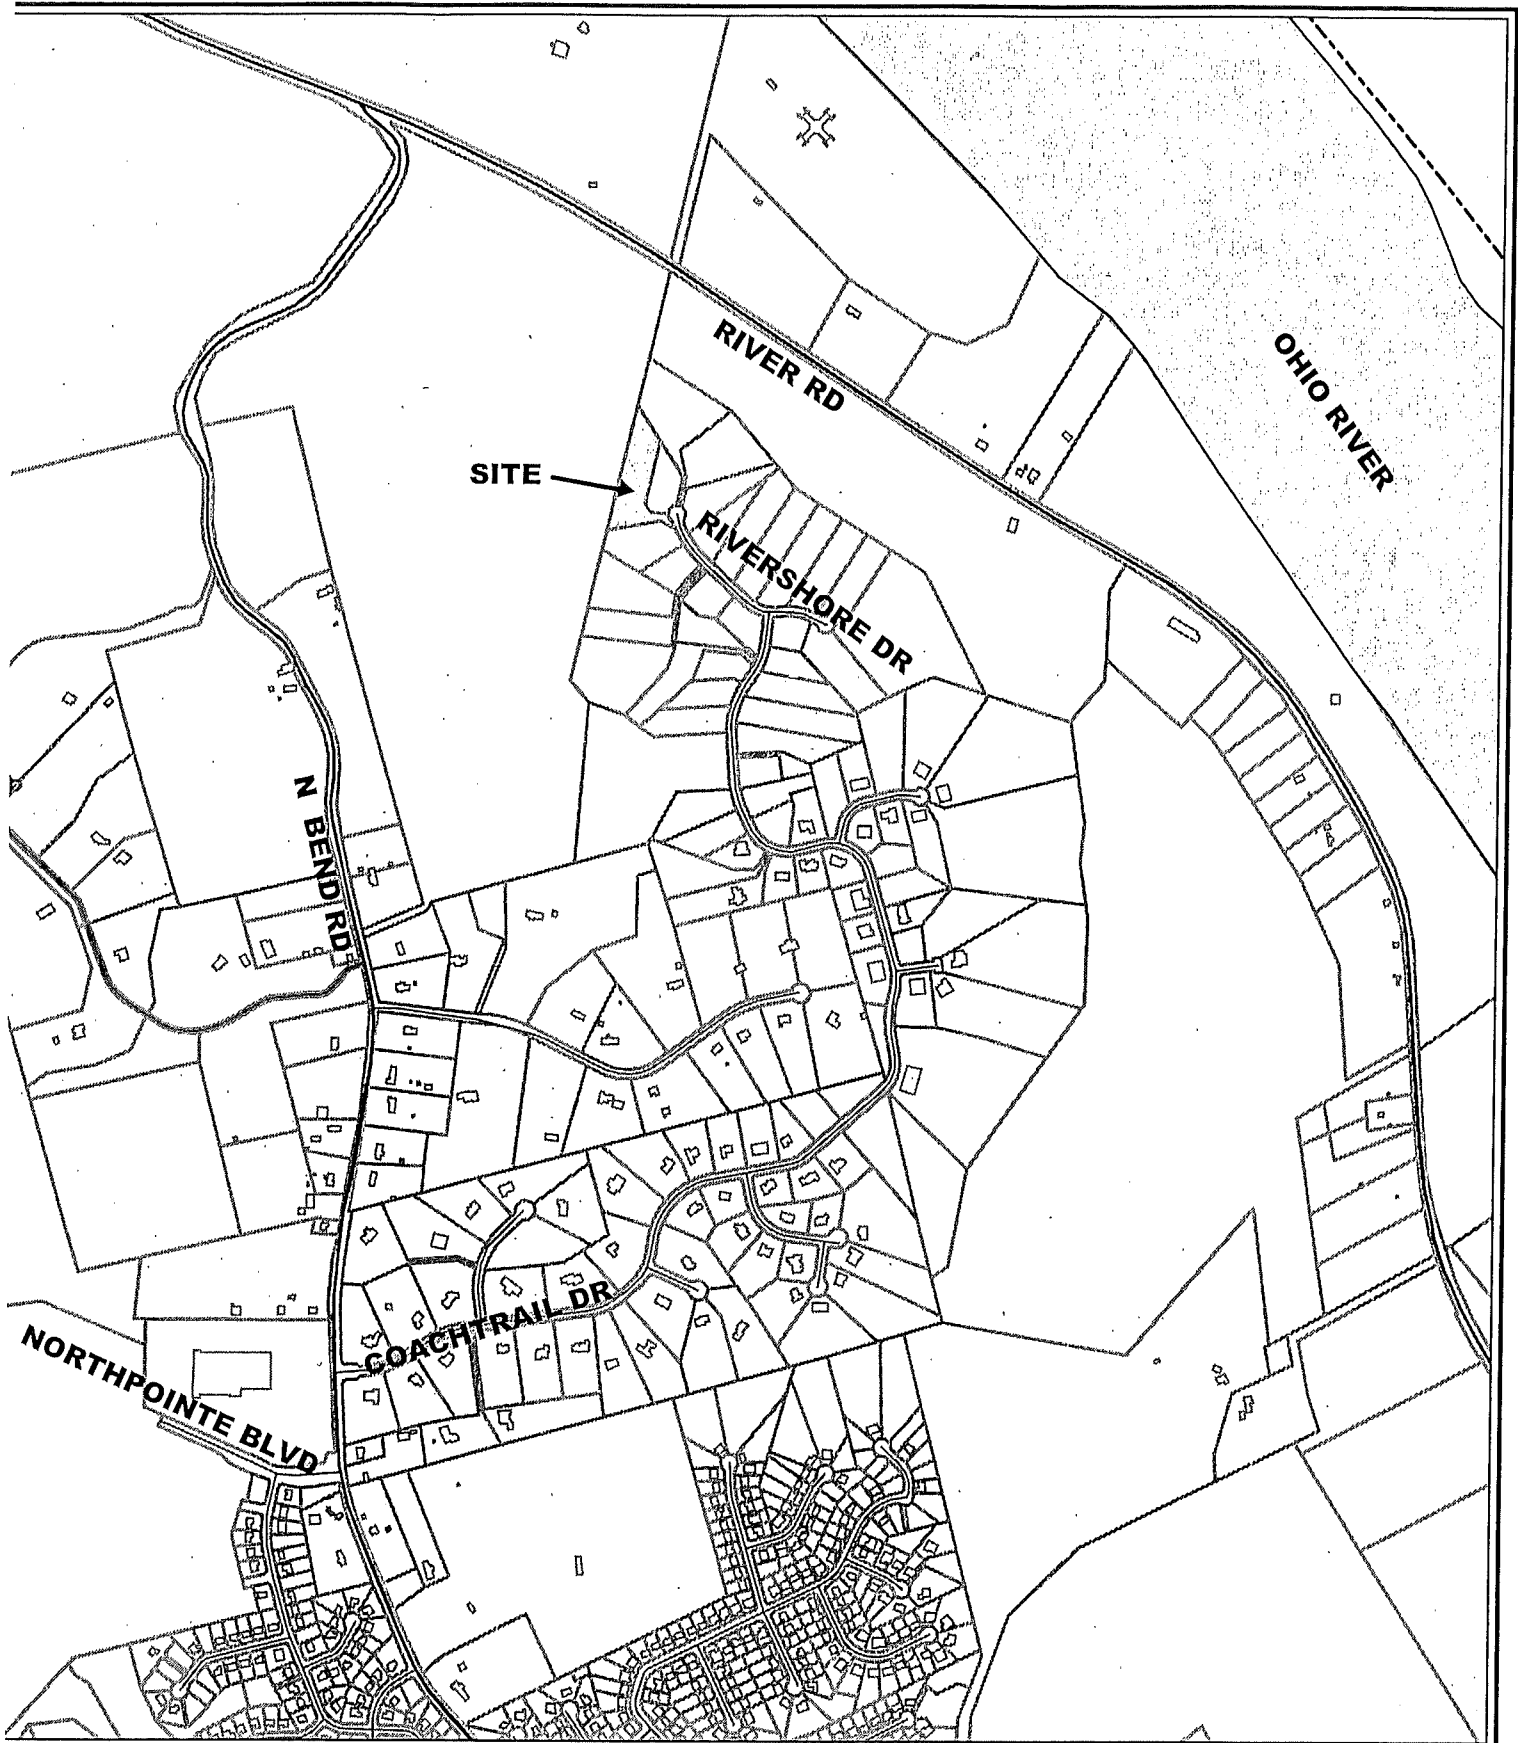 RIVER RD
OHIO RIVER
SITE
RIVERSHORE DR
N BEND RD
COACHTRAIL DR
NORTHPOINTE BLVD